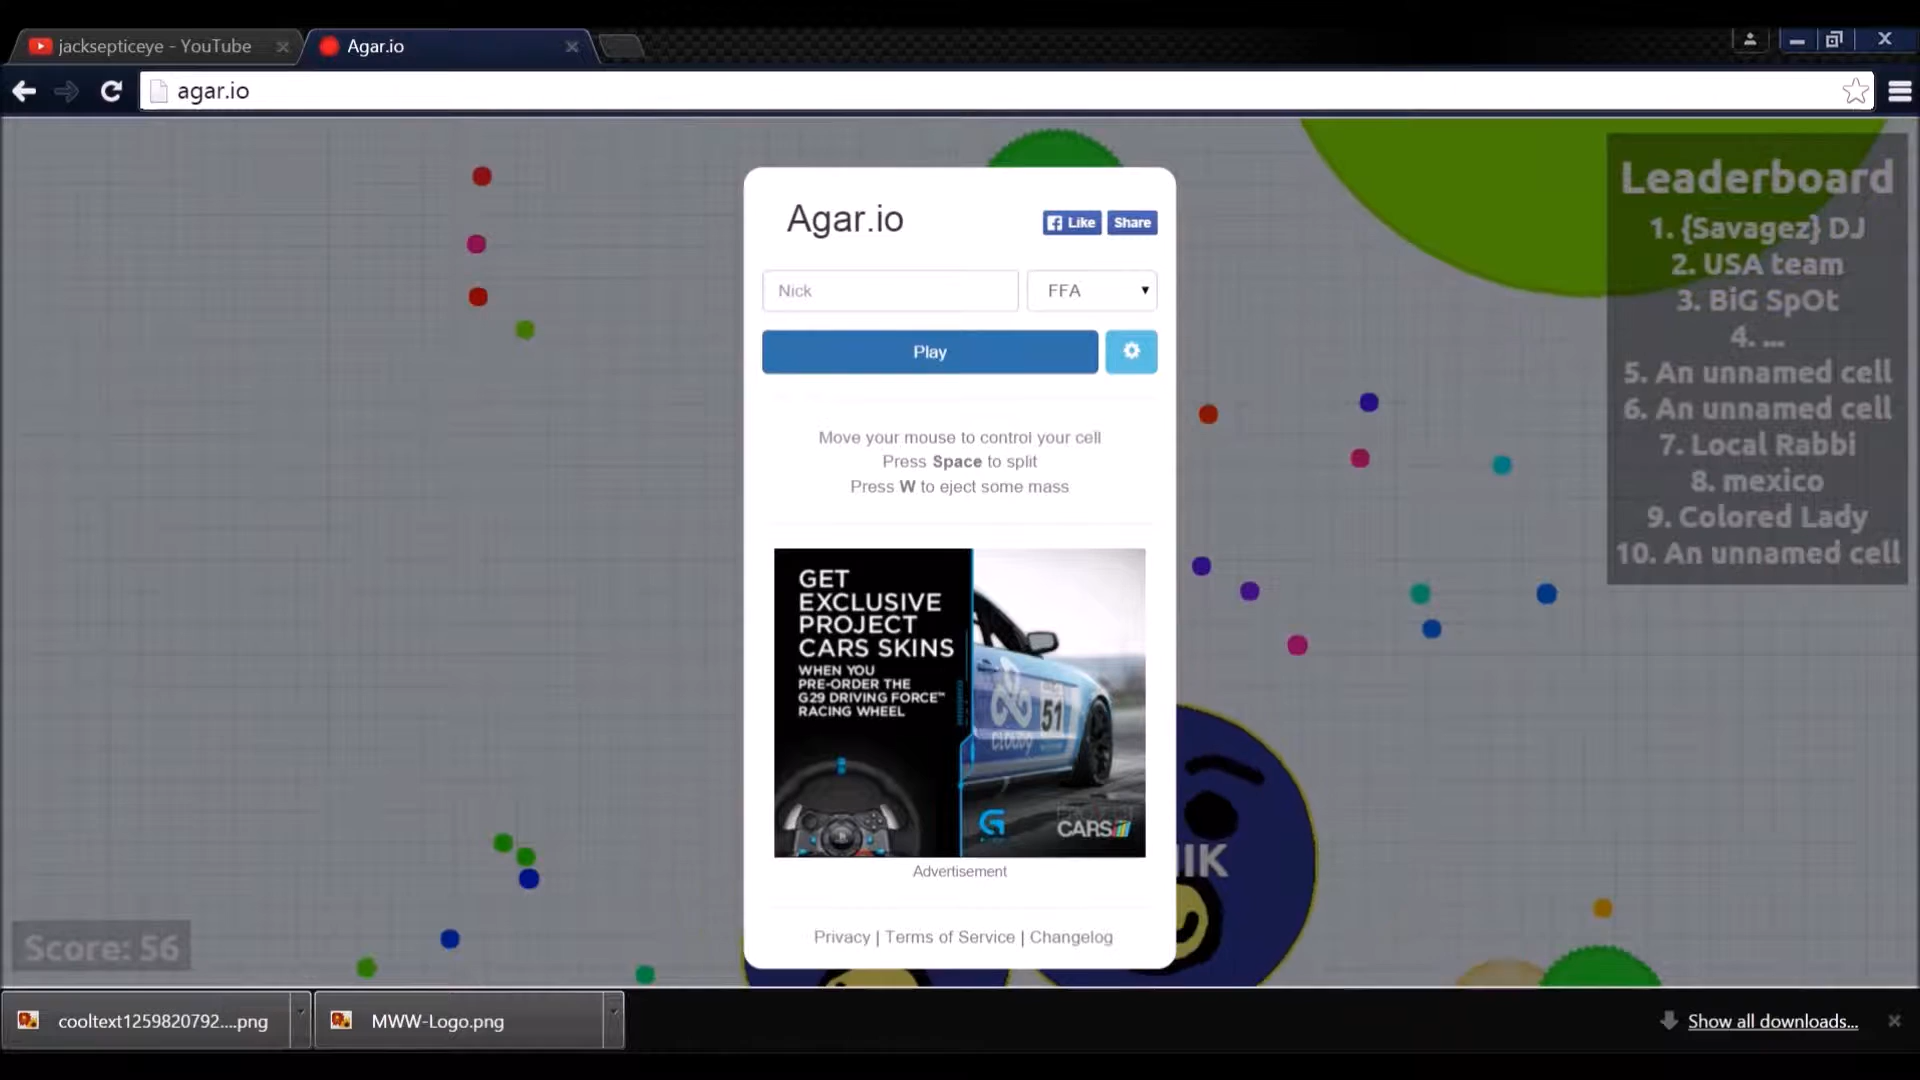 jacksepticeye - YouTube
Agar.io
agar.io
Agar.io
Like
Share
Nick
FFA
Play
Move your mouse to control your cell
Press Space to split
Press W to eject some mass
GET
EXCLUSIVE
PROJECT
CARS SKINS
WHEN YOU
PRE-ORDER THE
G29 DRIVING FORCE™
RACING WHEEL
51
CARS
Advertisement
Privacy | Terms of Service | Changelog
Leaderboard
1. {Savagez} DJ
2. USA team
3. BiG SpOt
4. ...
5. An unnamed cell
6. An unnamed cell
7. Local Rabbi
8. mexico
9. Colored Lady
10. An unnamed cell
Score: 56
cooltext1259820792....png
MWW-Logo.png
Show all downloads...